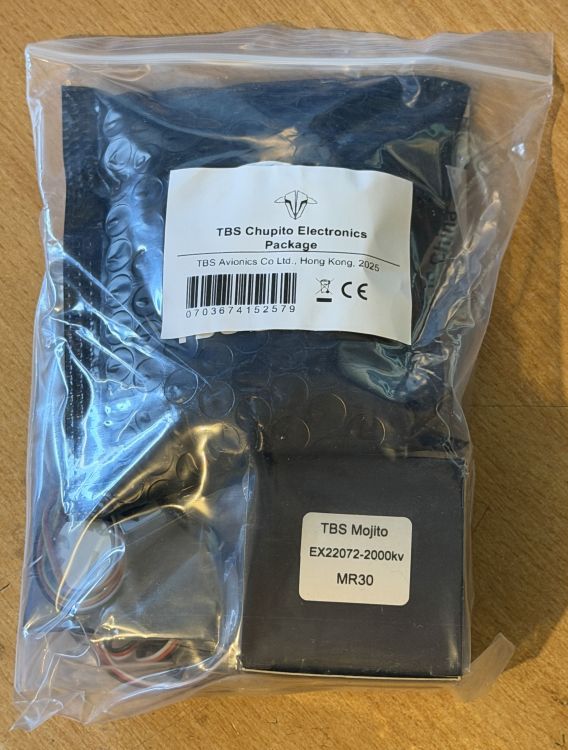 TBS Chupito Electronics
Package
TBS Avionics Co Ltd., Hong Kong, 2025
0703674152579
CE
TBS Mojito
EX22072-2000kv
MR30